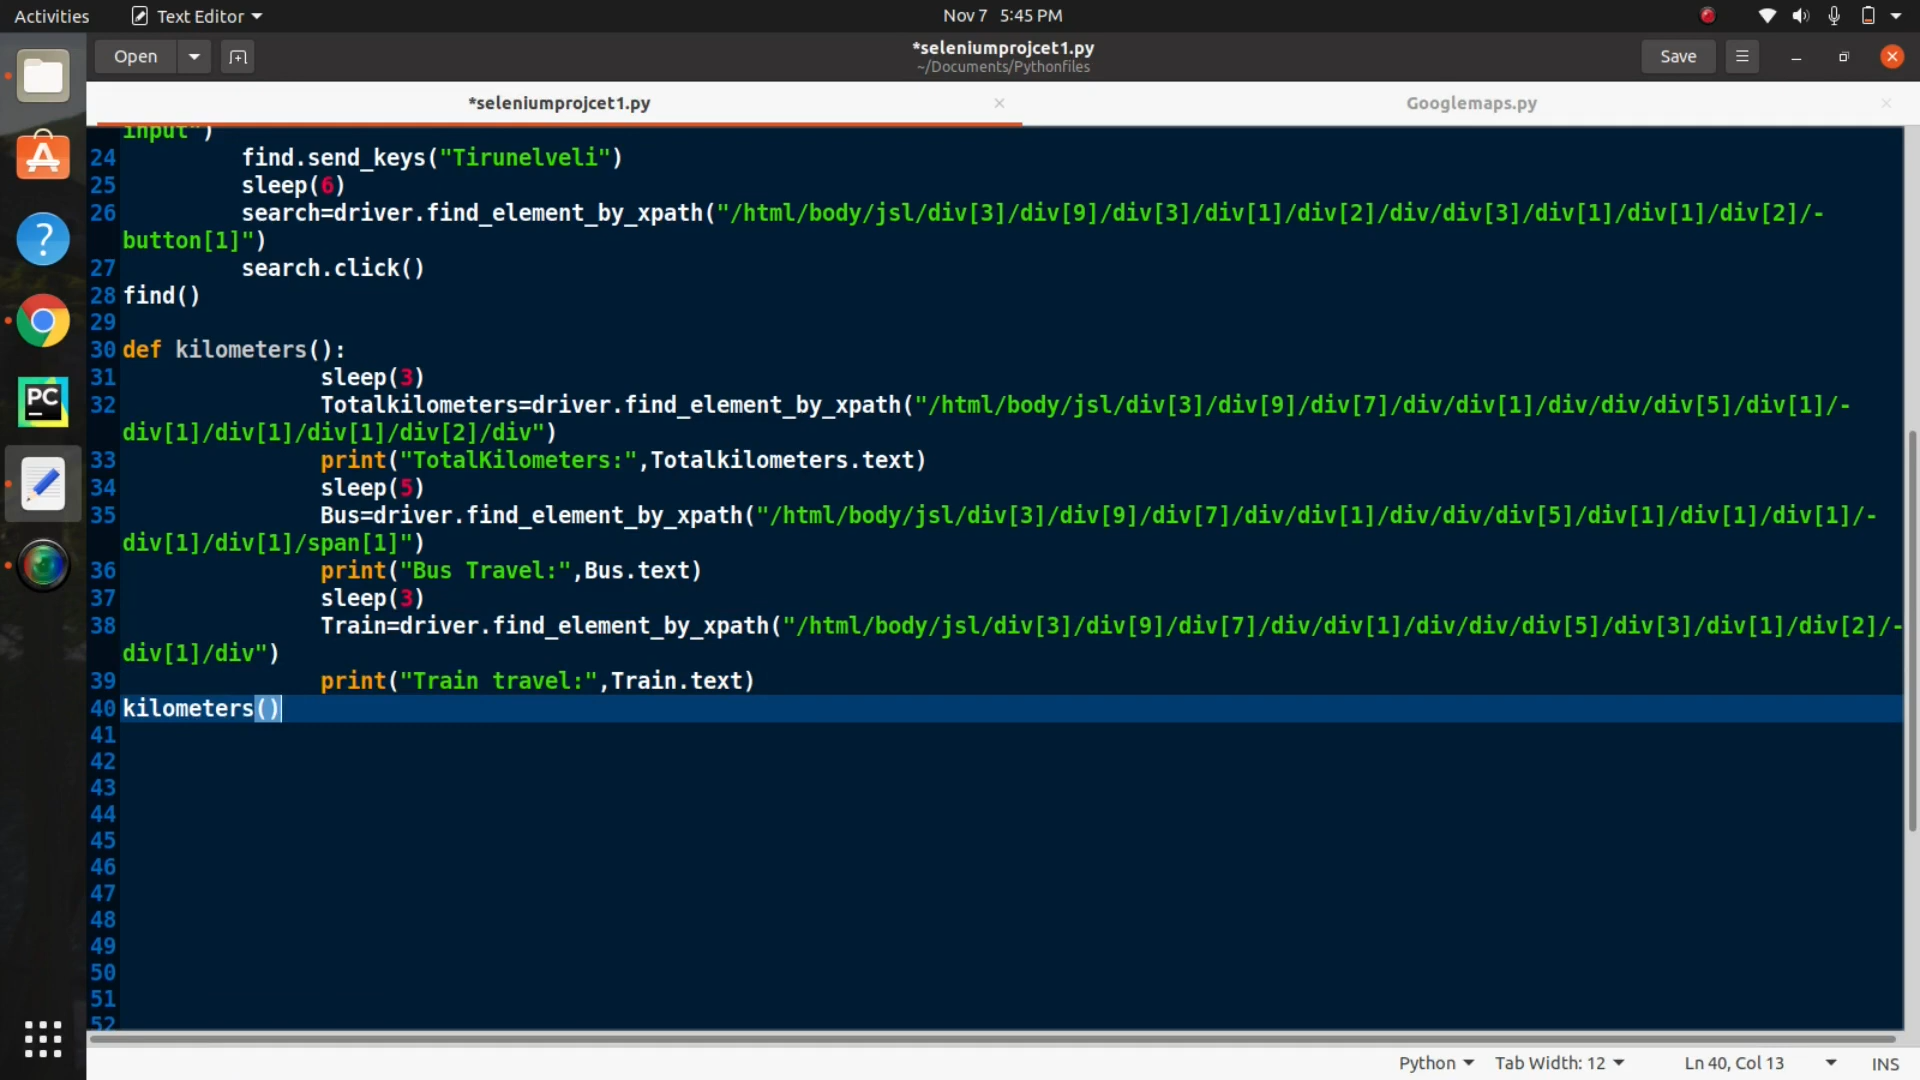 Activities Text Editor Nov 7 5:45 PM
Open *seleniumprojcet1.py Save
~/Documents/Pythonfiles
*seleniumprojcet1.py Googlemaps.py
input")
24 find.send_keys("Tirunelveli")
25 sleep(6)
26 search=driver.find_element_by_xpath("/html/body/jsl/div[3]/div[9]/div[3]/div[1]/div[2]/div/div[3]/div[1]/div[1]/div[2]/-
button[1]")
27 search.click()
28 find()
29
30 def kilometers():
31 sleep(3)
32 Totalkilometers=driver.find_element_by_xpath("/html/body/jsl/div[3]/div[9]/div[7]/div/div[1]/div/div/div[5]/div[1]/-
div[1]/div[1]/div[1]/div[2]/div")
33 print("TotalKilometers:",Totalkilometers.text)
34 sleep(5)
35 Bus=driver.find_element_by_xpath("/html/body/jsl/div[3]/div[9]/div[7]/div/div[1]/div/div/div[5]/div[1]/div[1]/div[1]/-
div[1]/div[1]/span[1]")
36 print("Bus Travel:",Bus.text)
37 sleep(3)
38 Train=driver.find_element_by_xpath("/html/body/jsl/div[3]/div[9]/div[7]/div/div[1]/div/div/div[5]/div[3]/div[1]/div[2]/-
div[1]/div")
39 print("Train travel:",Train.text)
40 kilometers()
41
42
43
44
45
46
47
48
49
50
51
52
PC
Python Tab Width: 12 Ln 40, Col 13 INS